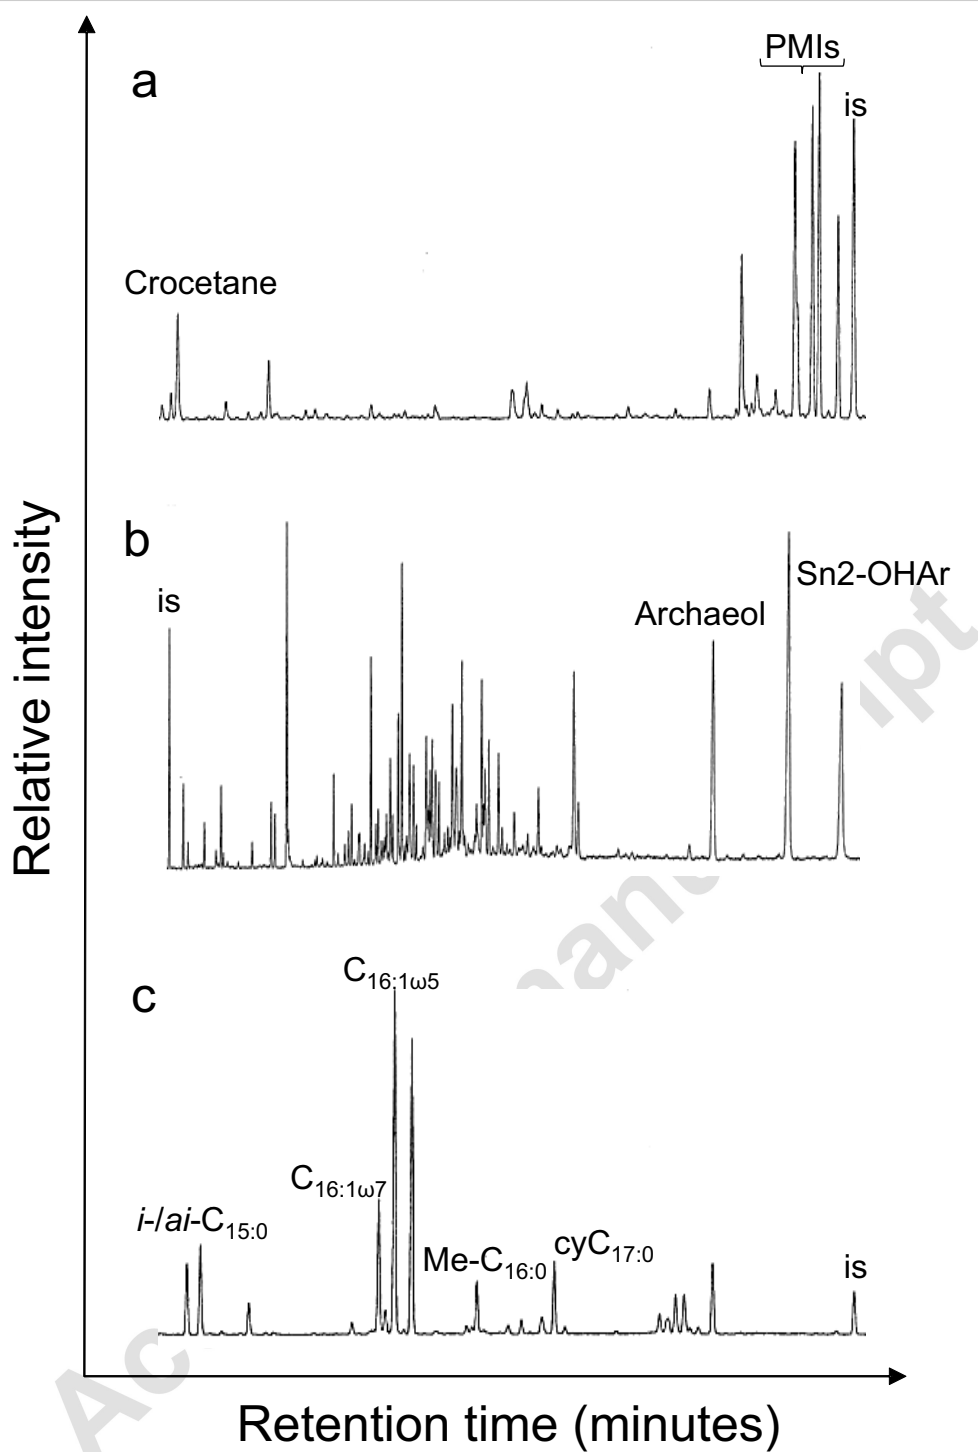 PMIs
a
is
Crocetane
b
is
Sn2-OHAr
Archaeol
Relative intensity
c
C16:1ω5
C16:1ω7
i-/ai-C15:0
Me-C16:0
cyC17:0
is
Retention time (minutes)